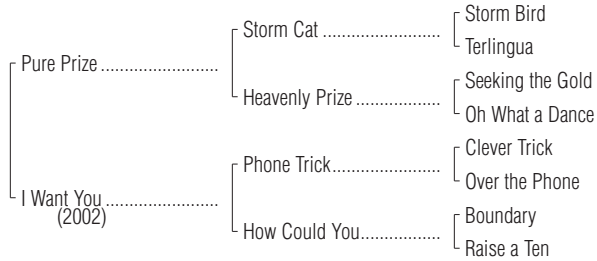 Storm Bird
Storm Cat ..........................
Terlingua
Pure Prize ..........................
Seeking the Gold
Heavenly Prize ...................
Oh What a Dance
Clever Trick
Phone Trick........................
Over the Phone
I Want You .........................
(2002)
Boundary
How Could You..................
Raise a Ten